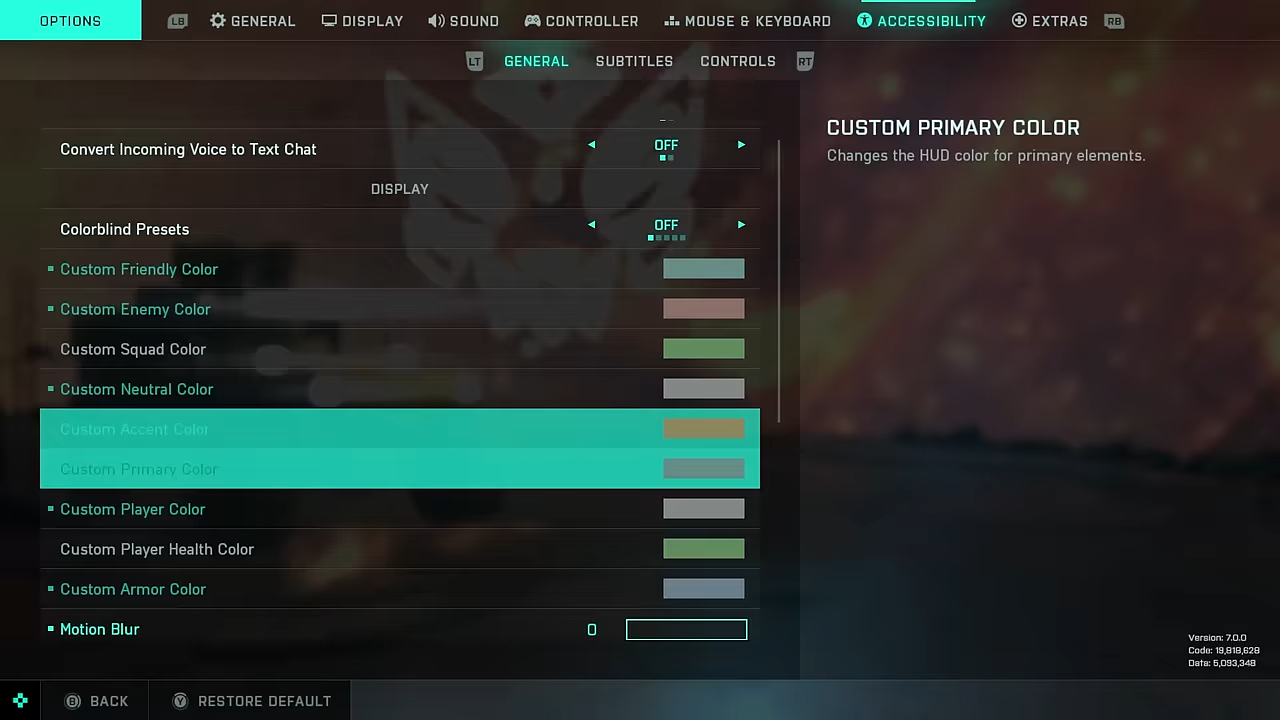 OPTIONS
LB GENERAL DISPLAY SOUND CONTROLLER MOUSE & KEYBOARD ACCESSIBILITY EXTRAS RB
LT GENERAL SUBTITLES CONTROLS RT
Convert Incoming Voice to Text Chat OFF
DISPLAY
Colorblind Presets OFF
Custom Friendly Color
Custom Enemy Color
Custom Squad Color
Custom Neutral Color
Custom Accent Color
Custom Primary Color
Custom Player Color
Custom Player Health Color
Custom Armor Color
Motion Blur 0
CUSTOM PRIMARY COLOR
Changes the HUD color for primary elements.
Version: 7.0.0
Code: 19,818,628
Data: 5,093,348
B BACK Y RESTORE DEFAULT